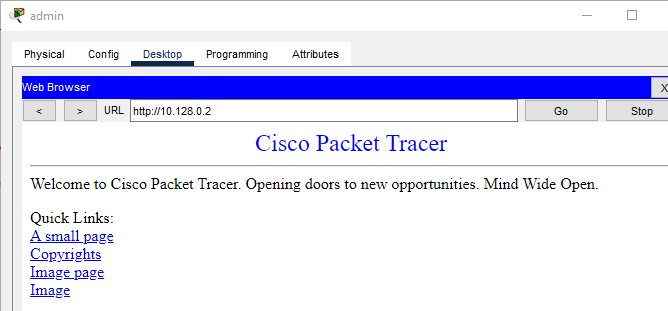 admin
Physical Config Desktop Programming Attributes
Web Browser X
< > URL http://10.128.0.2 Go Stop
Cisco Packet Tracer
Welcome to Cisco Packet Tracer. Opening doors to new opportunities. Mind Wide Open.
Quick Links:
A small page
Copyrights
Image page
Image